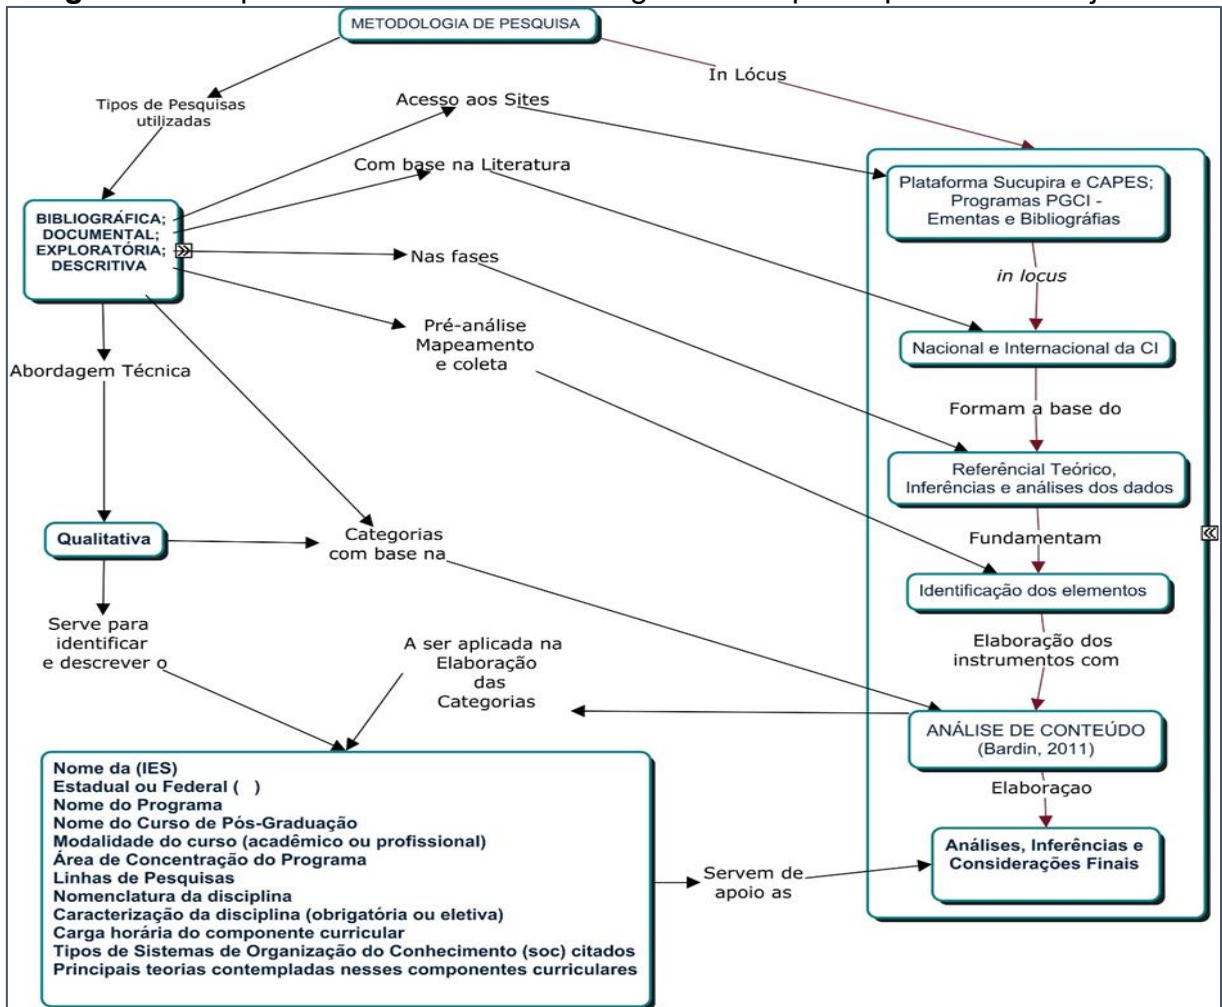 METODOLOGIA DE PESQUISA
In Lócus
Tipos de Pesquisas
utilizadas
Acesso aos Sites
Com base na Literatura
Plataforma Sucupira e CAPES;
Programas PGCI -
Ementas e Bibliográfias
BIBLIOGRÁFICA;
DOCUMENTAL;
EXPLORATÓRIA;
DESCRITIVA
Nas fases
in locus
Pré-análise
Mapeamento
e coleta
Nacional e Internacional da CI
Abordagem Técnica
Formam a base do
Referêncial Teórico,
Inferências e análises dos dados
Qualitativa
Categorias
com base na
Fundamentam
Identificação dos elementos
Serve para
identificar
e descrever o
A ser aplicada na
Elaboração
das
Categorias
Elaboração dos
instrumentos com
ANÁLISE DE CONTEÚDO
(Bardin, 2011)
Elaboraçao
Nome da (IES)
Estadual ou Federal ( )
Nome do Programa
Nome do Curso de Pós-Graduação
Modalidade do curso (acadêmico ou profissional)
Área de Concentração do Programa
Linhas de Pesquisas
Nomenclatura da disciplina
Caracterização da disciplina (obrigatória ou eletiva)
Carga horária do componente curricular
Tipos de Sistemas de Organização do Conhecimento (soc) citados
Principais teorias contempladas nesses componentes curriculares
Servem de
apoio as
Análises, Inferências e
Considerações Finais